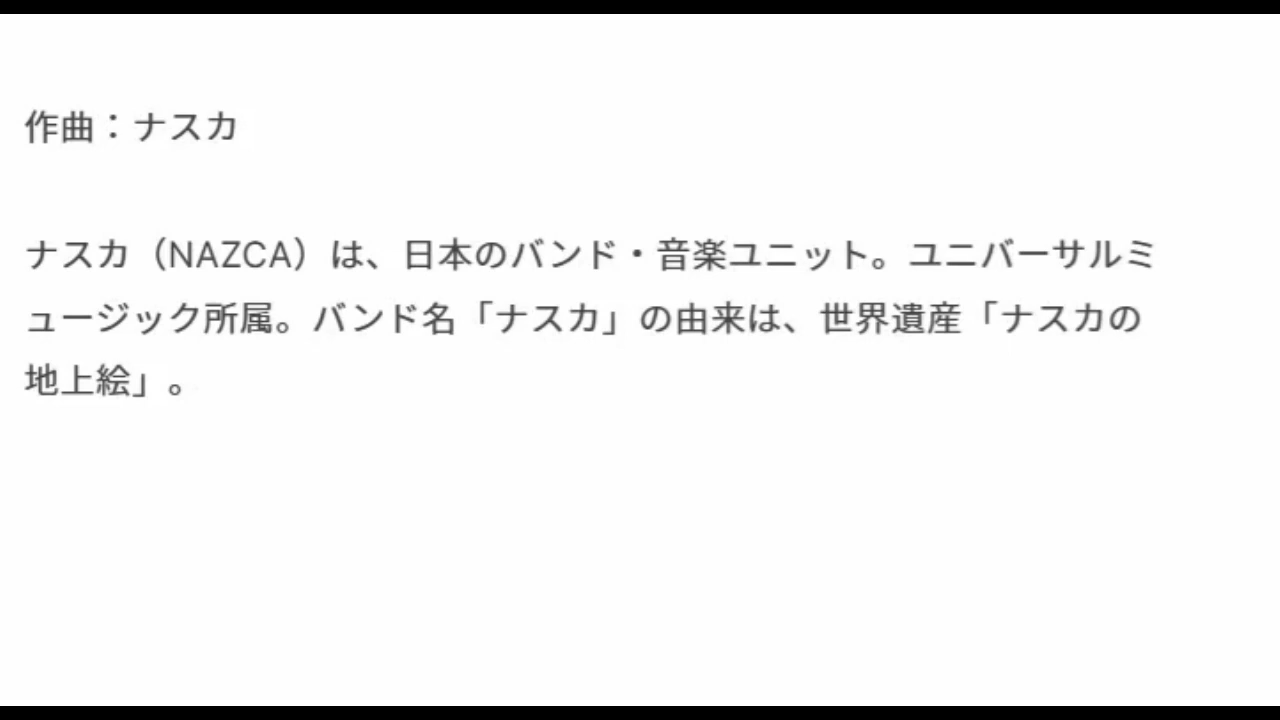 作曲：ナスカ
ナスカ（NAZCA）は、日本のバンド・音楽ユニット。ユニバーサルミ
ュージック所属。バンド名「ナスカ」の由来は、世界遺産「ナスカの
地上絵」。